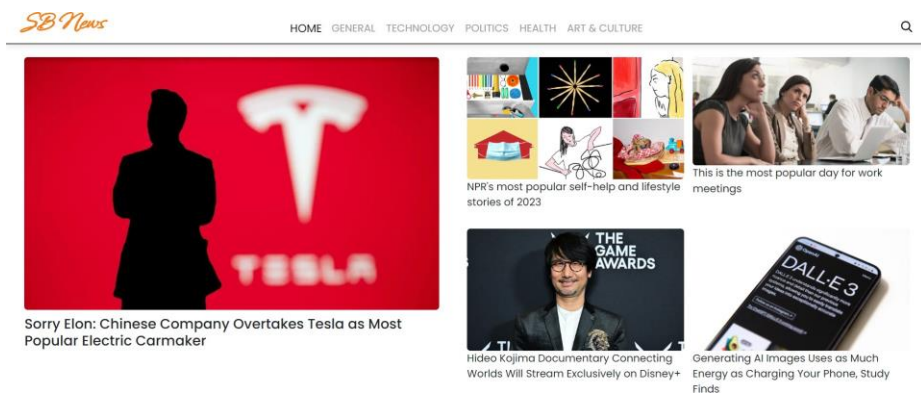 SB News
HOME GENERAL TECHNOLOGY POLITICS HEALTH ART & CULTURE
TESLA
Sorry Elon: Chinese Company Overtakes Tesla as Most
Popular Electric Carmaker
NPR's most popular self-help and lifestyle
stories of 2023
This is the most popular day for work
meetings
THE
GAME
AWARDS
Hideo Kojima Documentary Connecting
Worlds Will Stream Exclusively on Disney+
DALL·E 3
Generating AI Images Uses as Much
Energy as Charging Your Phone, Study
Finds